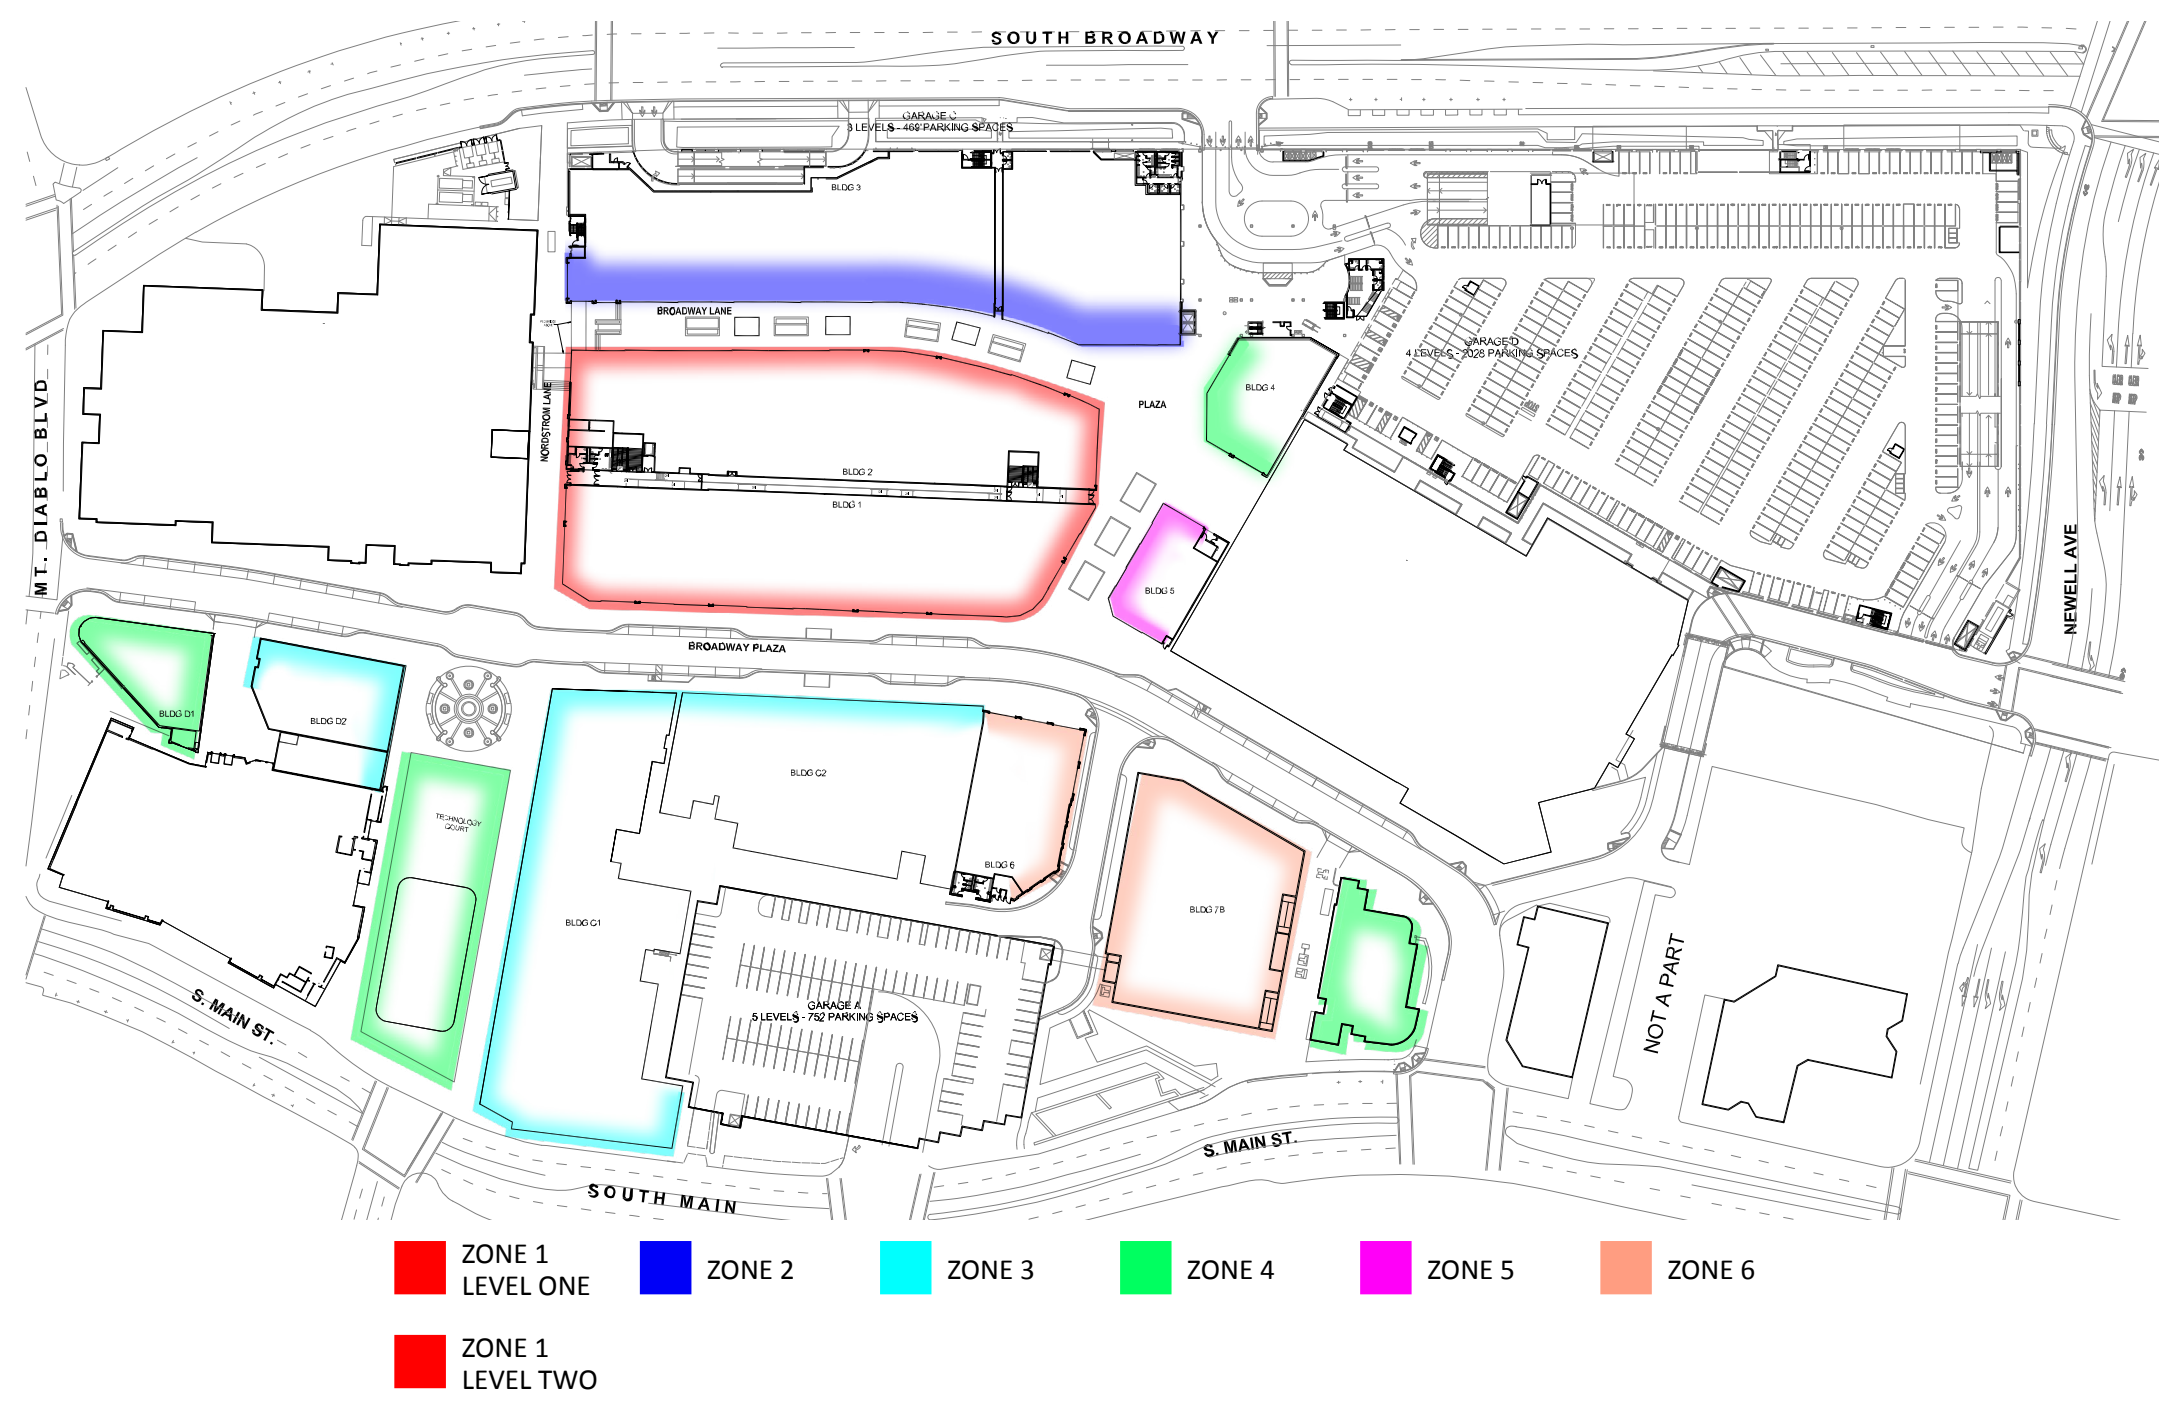 SOUTH BROADWAY
GARAGE C
3 LEVELS - 469 PARKING SPACES
BLDG 3
BROADWAY LANE
GARAGE D
4 LEVELS - 2028 PARKING SPACES
BLDG 4
PLAZA
MT.. DIABLO BLVD
NORDSTROM LANE
BLDG 2
BLDG 1
BLDG 5
NEWELL AVE
BROADWAY PLAZA
BLDG D1
BLDG D2
TECHNOLOGY
COURT
BLDG C2
BLDG 6
BLDG C1
BLDG 7B
GARAGE A
5 LEVELS - 752 PARKING SPACES
NOT A PART
S. MAIN ST.
S. MAIN ST.
SOUTH MAIN
ZONE 1
LEVEL ONE
ZONE 2
ZONE 3
ZONE 4
ZONE 5
ZONE 6
ZONE 1
LEVEL TWO